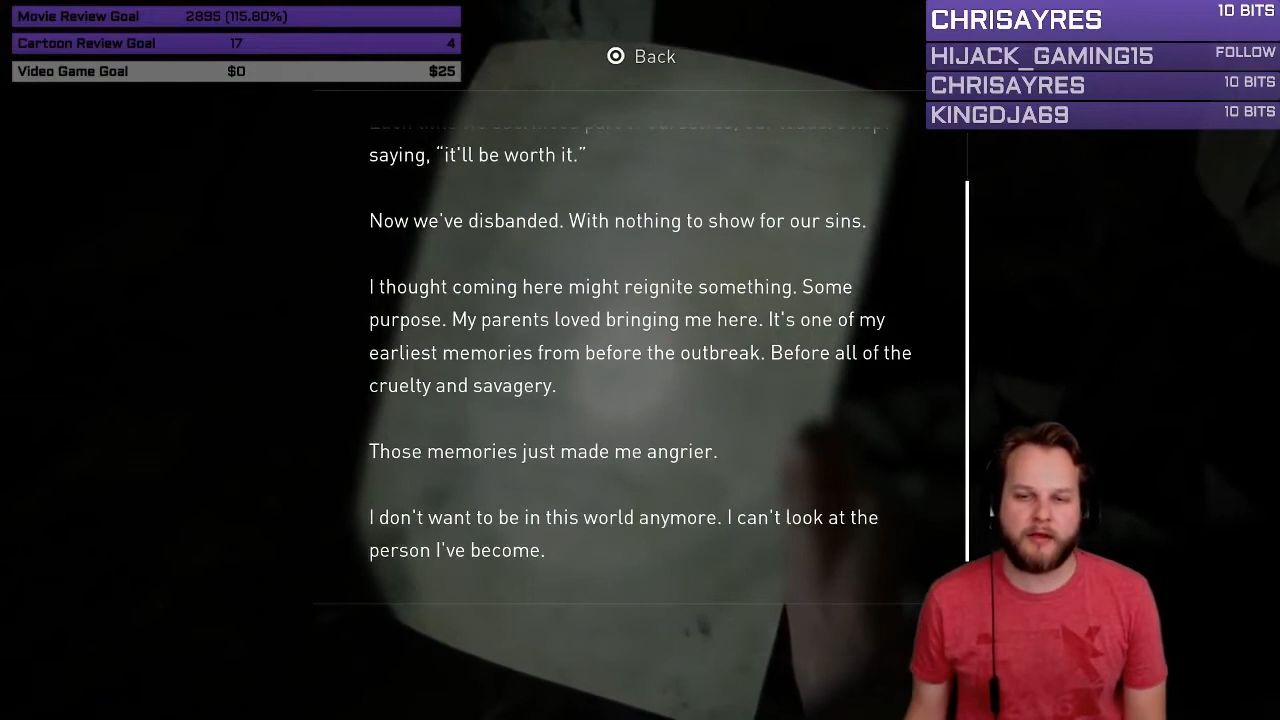 Movie Review Goal 2895 (115.80%)
Cartoon Review Goal 17 4
Video Game Goal $0 $25
Back
CHRISAYRES 10 BITS
HIJACK_GAMING15 FOLLOW
CHRISAYRES 10 BITS
KINGDJA69 10 BITS
saying, “it'll be worth it.”
Now we've disbanded. With nothing to show for our sins.
I thought coming here might reignite something. Some
purpose. My parents loved bringing me here. It's one of my
earliest memories from before the outbreak. Before all of the
cruelty and savagery.
Those memories just made me angrier.
I don't want to be in this world anymore. I can't look at the
person I've become.